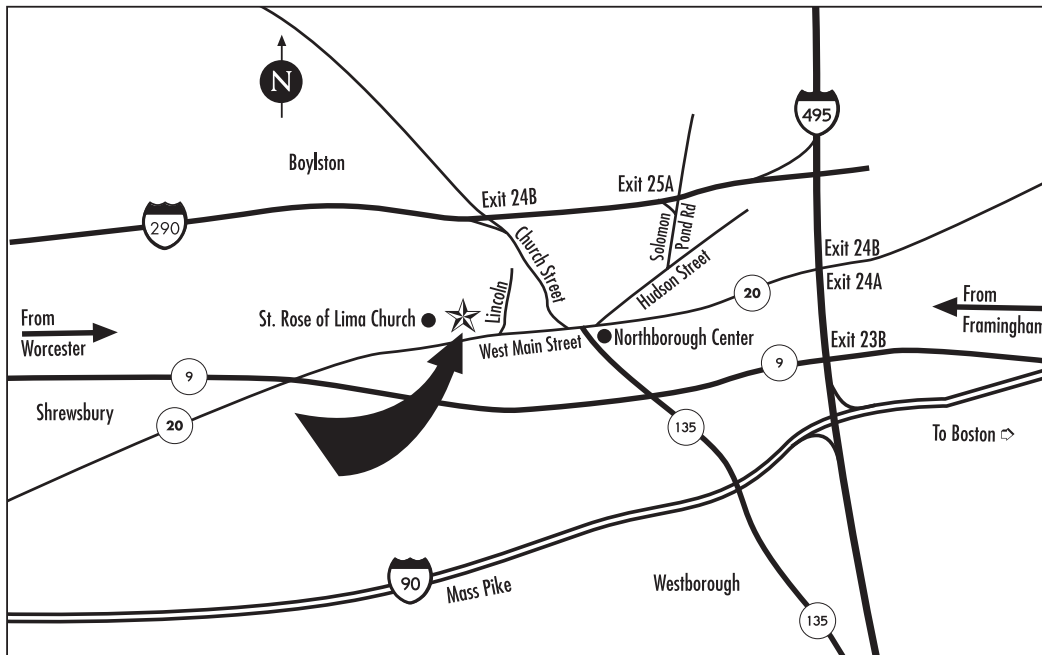 N
495
Boylston
Exit 24B
Exit 25A
290
Church Street
Solomon
Pond Rd
Hudson Street
Exit 24B
Exit 24A
20
From
Worcester
St. Rose of Lima Church
Lincoln
West Main Street
Northborough Center
From
Framingham
Exit 23B
9
9
Shrewsbury
20
135
To Boston
90
Mass Pike
Westborough
135